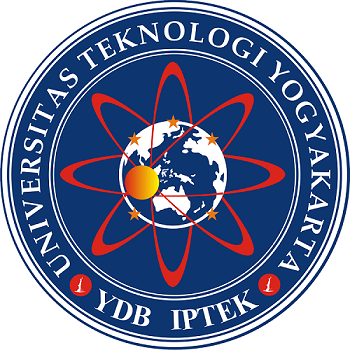 UNIVERSITAS TEKNOLOGI YOGYAKARTA
YDB IPTEK